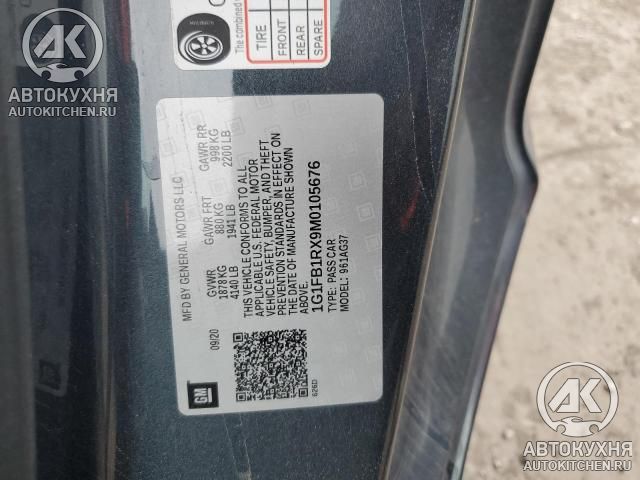 АВТОКУХНЯ
AUTOKITCHEN.RU
The combined
TIRE
FRONT
REAR
SPARE
MFD BY GENERAL MOTORS LLC
09/20
GVWR GAWR FRT GAWR RR
1878 KG 880 KG 998 KG
4140 LB 1941 LB 2200 LB
THIS VEHICLE CONFORMS TO ALL
APPLICABLE U.S. FEDERAL MOTOR
VEHICLE SAFETY, BUMPER, AND THEFT
PREVENTION STANDARDS IN EFFECT ON
THE DATE OF MANUFACTURE SHOWN
ABOVE.
1G1FB1RX9M0105676
TYPE: PASS CAR
MODEL: 961AG37
GM
626D
АВТОКУХНЯ
AUTOKITCHEN.RU